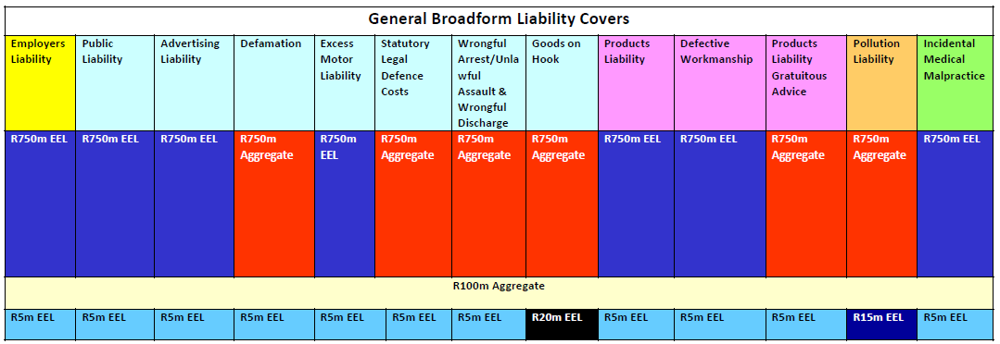 General Broadform Liability Covers
Employers
Liability
Public
Liability
Advertising
Liability
Defamation
Excess
Motor
Liability
Statutory
Legal
Defence
Costs
Wrongful
Arrest/Unla
wful
Assault &
Wrongful
Discharge
Goods on
Hook
Products
Liability
Defective
Workmanship
Products
Liability
Gratuitous
Advice
Pollution
Liability
Incidental
Medical
Malpractice
R750m EEL
R750m EEL
R750m EEL
R750m
Aggregate
R750m
EEL
R750m
Aggregate
R750m
Aggregate
R750m
Aggregate
R750m EEL
R750m EEL
R750m
Aggregate
R750m
Aggregate
R750m EEL
R100m Aggregate
R5m EEL
R5m EEL
R5m EEL
R5m EEL
R5m EEL
R5m EEL
R5m EEL
R20m EEL
R5m EEL
R5m EEL
R5m EEL
R15m EEL
R5m EEL